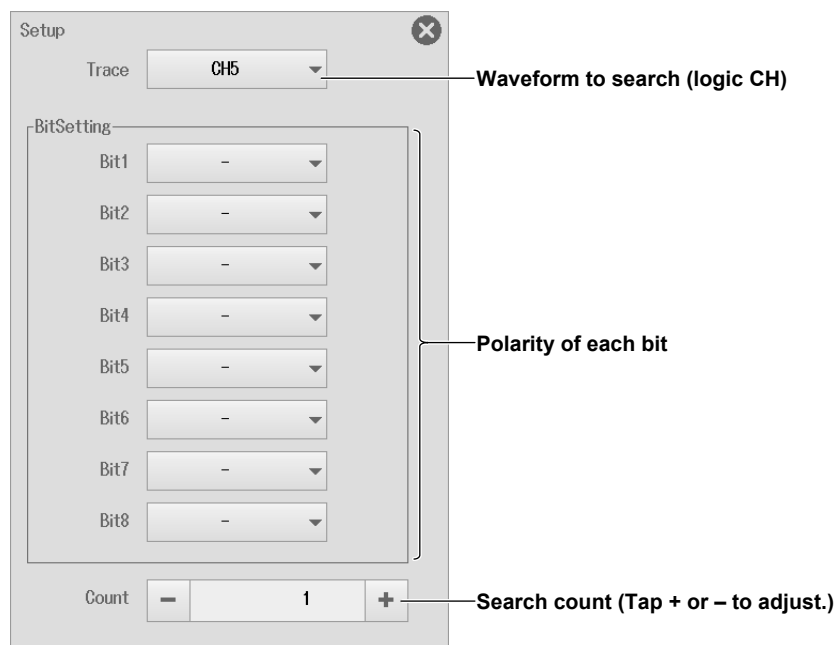 Setup
Trace CH5
Waveform to search (logic CH)
BitSetting
Bit1 -
Bit2 -
Bit3 -
Bit4 -
Bit5 -
Bit6 -
Bit7 -
Bit8 -
Polarity of each bit
Count − 1 +
Search count (Tap + or – to adjust.)